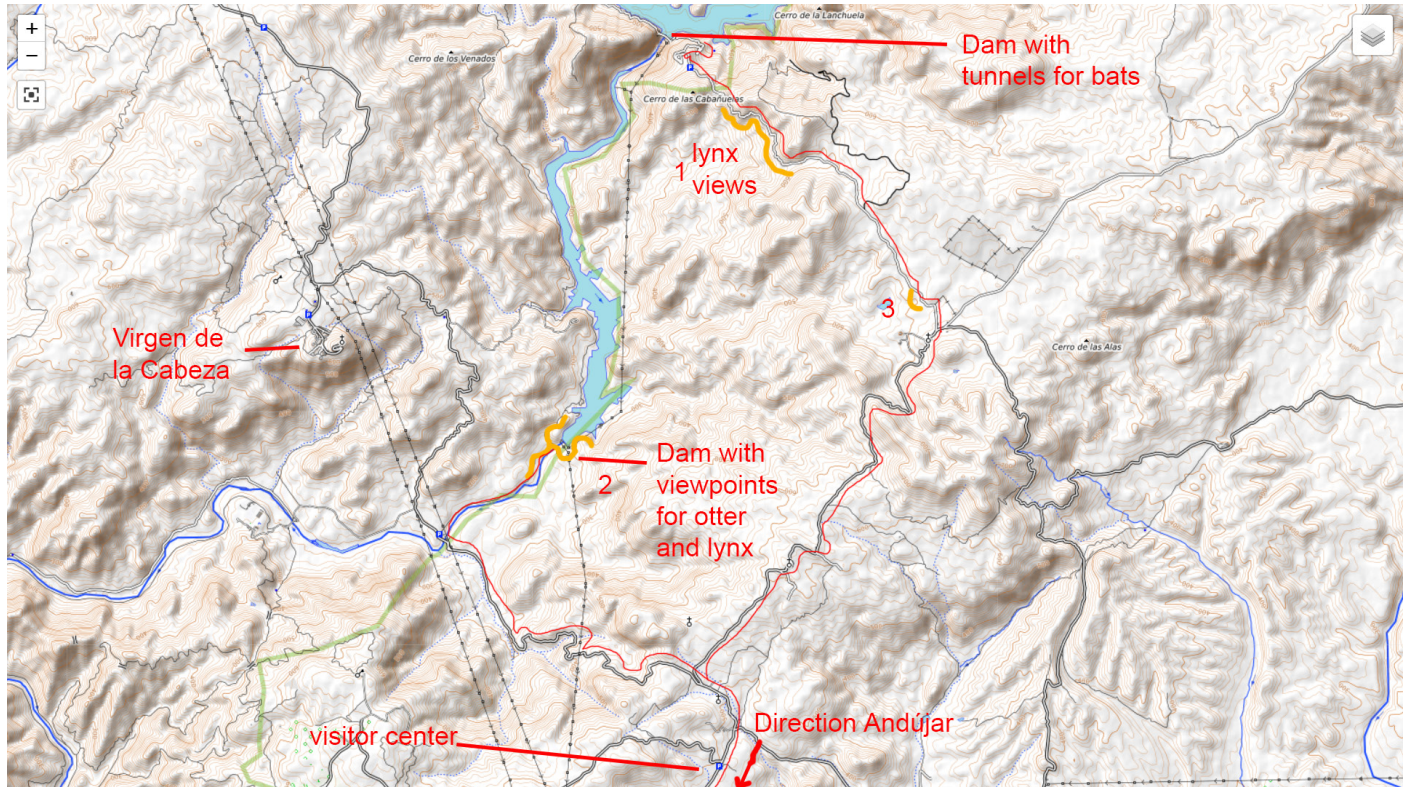 +
−
Cerro de la Lanchuela
Cerro de los Venados
Dam with
tunnels for bats
P
P
Cerro de las Cabañuelas
lynx
1
views
3
Virgen de
la Cabeza
P
Cerro de las Alas
Dam with
viewpoints
for otter
and lynx
2
P
visitor center
Direction Andújar
P